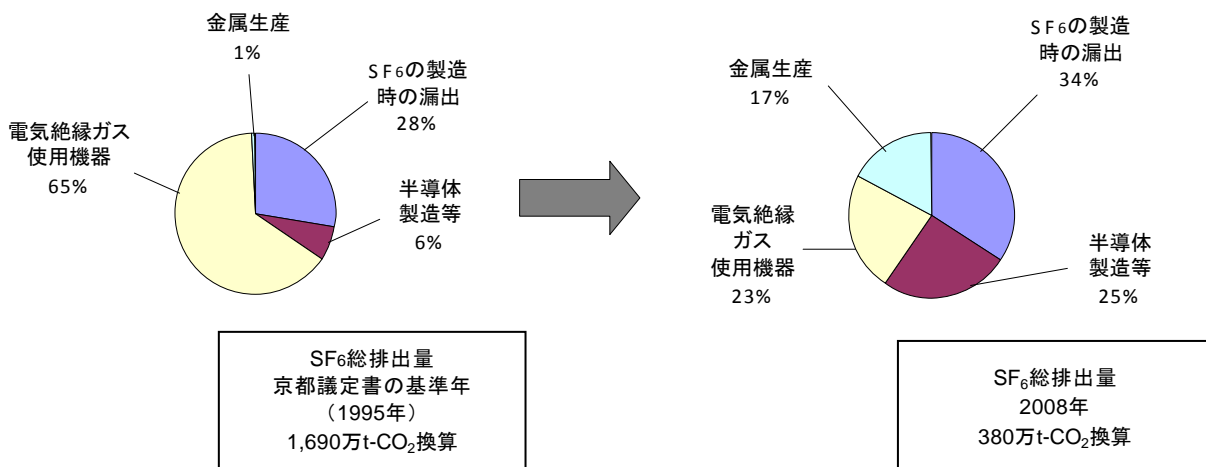 金属生産
1%
SF6の製造
時の漏出
28%
電気絶縁ガス
使用機器
65%
半導体
製造等
6%
SF6総排出量
京都議定書の基準年
(1995年)
1,690万t-CO₂換算
SF6の製造
時の漏出
34%
金属生産
17%
電気絶縁
ガス
使用機器
23%
半導体
製造等
25%
SF₆総排出量
2008年
380万t-CO₂換算